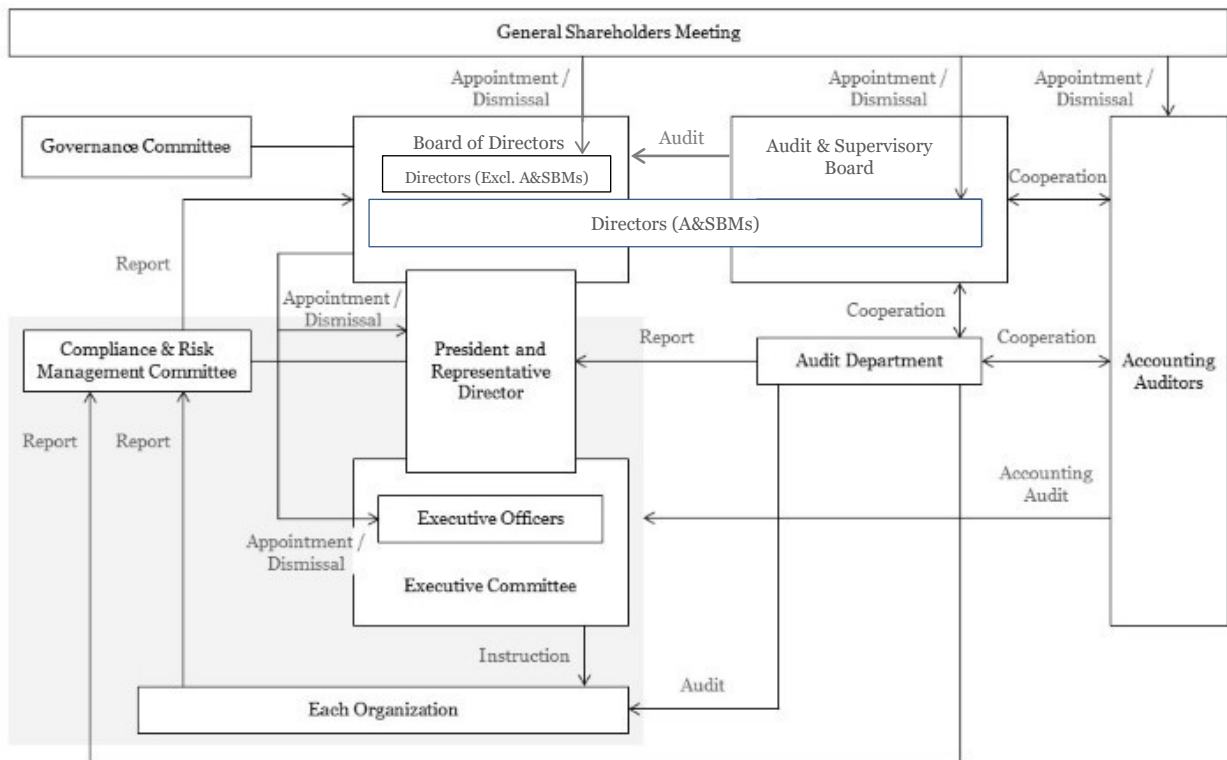 General Shareholders Meeting
Appointment /
Dismissal
Appointment /
Dismissal
Appointment /
Dismissal
Governance Committee
Board of Directors
Directors (Excl. A&SBMs)
Audit
Audit & Supervisory
Board
Cooperation
Directors (A&SBMs)
Report
Appointment /
Dismissal
Cooperation
Compliance & Risk
Management Committee
President and
Representative
Director
Report
Audit Department
Cooperation
Accounting
Auditors
Report
Report
Accounting
Audit
Executive Officers
Appointment /
Dismissal
Executive Committee
Instruction
Each Organization
Audit